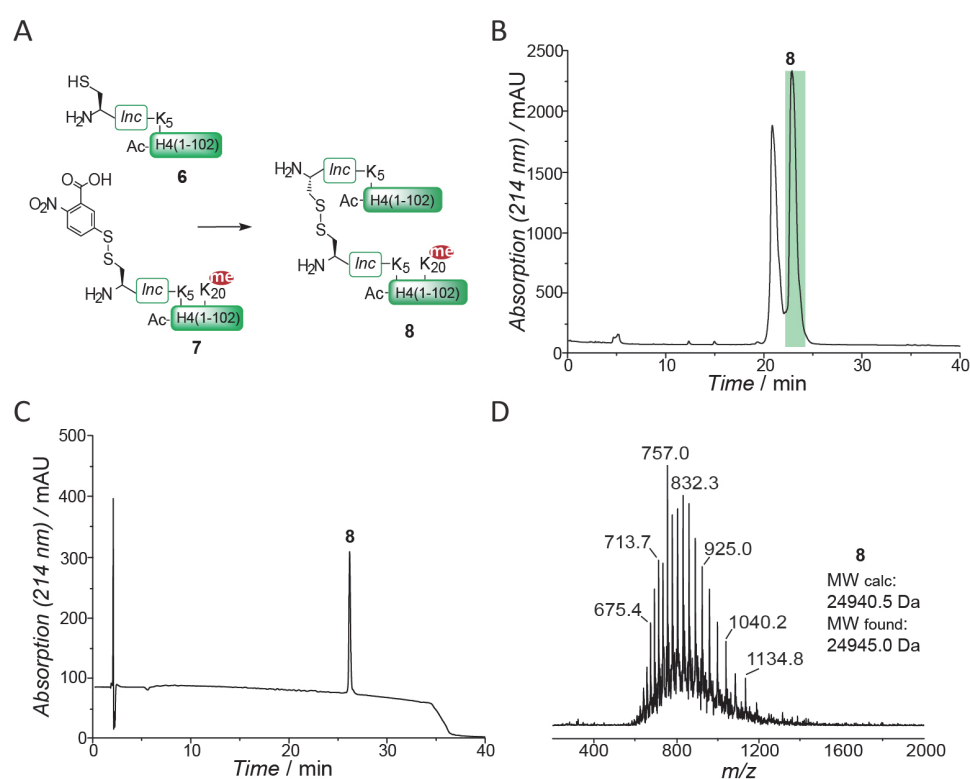 A
HS
H2N
lnc
K5
Ac-
H4(1-102)
6
O
OH
O2N
S
S
H2N
lnc
K5
K20
me
Ac-
H4(1-102)
7
H2N
lnc
K5
Ac-
H4(1-102)
S
S
H2N
lnc
K5
K20
me
Ac-
H4(1-102)
8
B
8
Absorption (214 nm) / mAU
2500
2000
1500
1000
500
0
0 10 20 30 40
Time / min
C
8
Absorption (214 nm) / mAU
500
400
300
200
100
0
0 10 20 30 40
Time / min
D
757.0
832.3
713.7
925.0
675.4
1040.2
1134.8
8
MW calc:
24940.5 Da
MW found:
24945.0 Da
400 800 1200 1600 2000
m/z